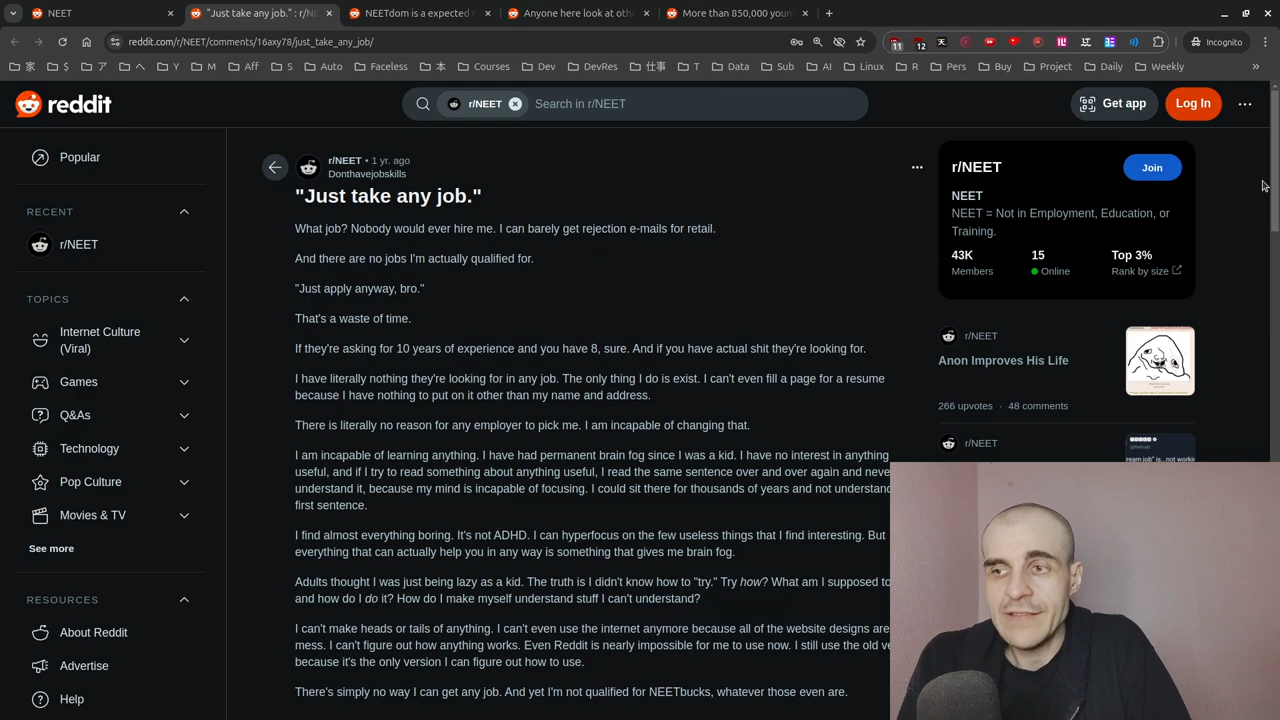 NEET
"Just take any job." : r/N
NEETdom is a expected r
Anyone here look at oth
More than 850,000 youn
reddit.com/r/NEET/comments/16axy78/just_take_any_job/
11
12
Incognito
家
$
ア
へ
Y
M
Aff
S
Auto
Faceless
本
Courses
Dev
DevRes
仕事
T
Data
Sub
AI
Linux
R
Pers
Buy
Project
Daily
Weekly
reddit
r/NEET
Search in r/NEET
Get app
Log In
Popular
RECENT
r/NEET
TOPICS
Internet Culture
(Viral)
Games
Q&As
Technology
Pop Culture
Movies & TV
See more
RESOURCES
About Reddit
Advertise
Help
r/NEET • 1 yr. ago
Donthavejobskills
"Just take any job."
What job? Nobody would ever hire me. I can barely get rejection e-mails for retail.
And there are no jobs I'm actually qualified for.
"Just apply anyway, bro."
That's a waste of time.
If they're asking for 10 years of experience and you have 8, sure. And if you have actual shit they're looking for.
I have literally nothing they're looking for in any job. The only thing I do is exist. I can't even fill a page for a resume
because I have nothing to put on it other than my name and address.
There is literally no reason for any employer to pick me. I am incapable of changing that.
I am incapable of learning anything. I have had permanent brain fog since I was a kid. I have no interest in anything
useful, and if I try to read something about anything useful, I read the same sentence over and over again and neve
understand it, because my mind is incapable of focusing. I could sit there for thousands of years and not understand
first sentence.
I find almost everything boring. It's not ADHD. I can hyperfocus on the few useless things that I find interesting. But
everything that can actually help you in any way is something that gives me brain fog.
Adults thought I was just being lazy as a kid. The truth is I didn't know how to "try." Try how? What am I supposed to
and how do I do it? How do I make myself understand stuff I can't understand?
I can't make heads or tails of anything. I can't even use the internet anymore because all of the website designs are
mess. I can't figure out how anything works. Even Reddit is nearly impossible for me to use now. I still use the old ve
because it's the only version I can figure out how to use.
There's simply no way I can get any job. And yet I'm not qualified for NEETbucks, whatever those even are.
r/NEET
Join
NEET
NEET = Not in Employment, Education, or
Training.
43K
Members
15
Online
Top 3%
Rank by size
r/NEET
Anon Improves His Life
266 upvotes · 48 comments
r/NEET
ream job" is...not workin